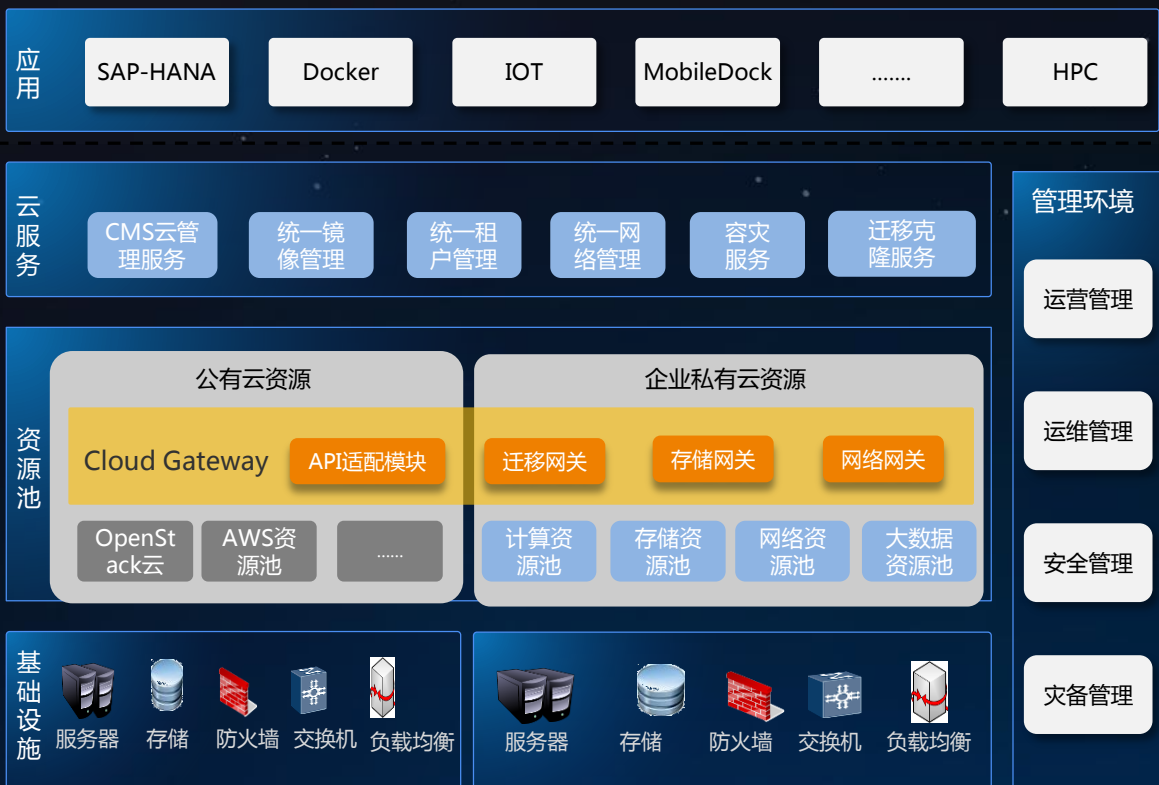 应
用
SAP-HANA
Docker
IOT
MobileDock
.......
HPC
云
服
务
CMS云管
理服务
统一镜
像管理
统一租
户管理
统一网
络管理
容灾
服务
迁移克
隆服务
管理环境
运营管理
运维管理
安全管理
灾备管理
资
源
池
公有云资源
企业私有云资源
Cloud Gateway
API适配模块
迁移网关
存储网关
网络网关
OpenSt
ack云
AWS资
源池
......
计算资
源池
存储资
源池
网络资
源池
大数据
资源池
基
础
设
施
服务器
存储
防火墙
交换机
负载均衡
服务器
存储
防火墙
交换机
负载均衡